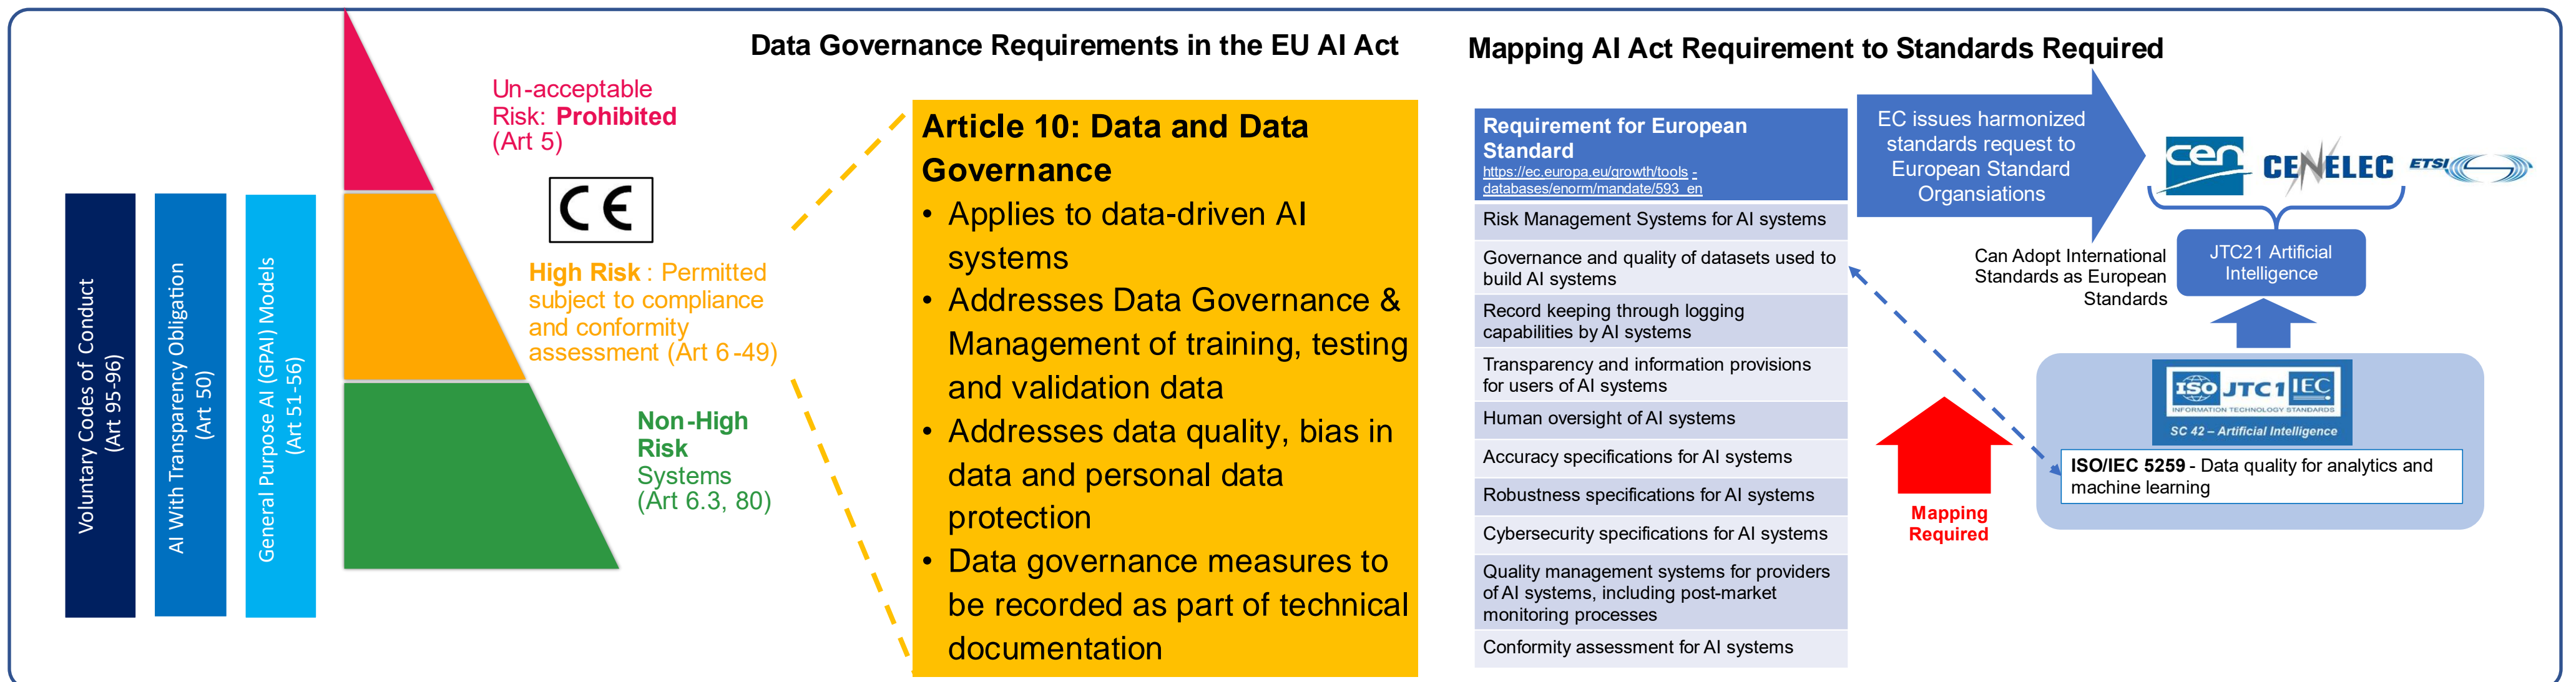 Data Governance Requirements in the EU AI Act
Voluntary Codes of Conduct
(Art 95-96)
AI With Transparency Obligation
(Art 50)
General Purpose AI (GPAI) Models
(Art 51-56)
Un-acceptable
Risk: Prohibited
(Art 5)
CE
High Risk : Permitted
subject to compliance
and conformity
assessment (Art 6-49)
Non-High
Risk
Systems
(Art 6.3, 80)
Article 10: Data and Data
Governance
• Applies to data-driven AI
systems
• Addresses Data Governance &
Management of training, testing
and validation data
• Addresses data quality, bias in
data and personal data
protection
• Data governance measures to
be recorded as part of technical
documentation
Mapping AI Act Requirement to Standards Required
Requirement for European
Standard
https://ec.europa.eu/growth/tools -
databases/enorm/mandate/593_en
Risk Management Systems for AI systems
Governance and quality of datasets used to
build AI systems
Record keeping through logging
capabilities by AI systems
Transparency and information provisions
for users of AI systems
Human oversight of AI systems
Accuracy specifications for AI systems
Robustness specifications for AI systems
Cybersecurity specifications for AI systems
Quality management systems for providers
of AI systems, including post-market
monitoring processes
Conformity assessment for AI systems
EC issues harmonized
standards request to
European Standard
Organsiations
cen
CENELEC
ETSI
Can Adopt International
Standards as European
Standards
JTC21 Artificial
Intelligence
Mapping
Required
ISO JTC1 IEC
INFORMATION TECHNOLOGY STANDARDS
SC 42 – Artificial Intelligence
ISO/IEC 5259 - Data quality for analytics and
machine learning